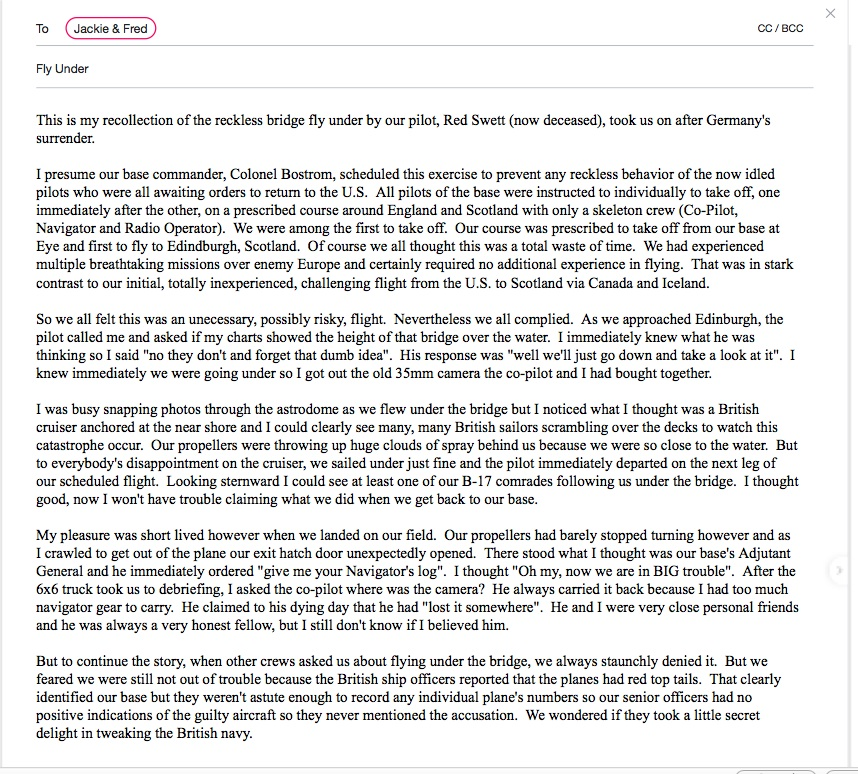 To Jackie & Fred CC / BCC
Fly Under
This is my recollection of the reckless bridge fly under by our pilot, Red Swett (now deceased), took us on after Germany's
surrender.
I presume our base commander, Colonel Bostrom, scheduled this exercise to prevent any reckless behavior of the now idled
pilots who were all awaiting orders to return to the U.S.  All pilots of the base were instructed to individually to take off, one
immediately after the other, on a prescribed course around England and Scotland with only a skeleton crew (Co-Pilot,
Navigator and Radio Operator).  We were among the first to take off.  Our course was prescribed to take off from our base at
Eye and first to fly to Edindburgh, Scotland.  Of course we all thought this was a total waste of time.  We had experienced
multiple breathtaking missions over enemy Europe and certainly required no additional experience in flying.  That was in stark
contrast to our initial, totally inexperienced, challenging flight from the U.S. to Scotland via Canada and Iceland.
So we all felt this was an unecessary, possibly risky, flight.  Nevertheless we all complied.  As we approached Edinburgh, the
pilot called me and asked if my charts showed the height of that bridge over the water.  I immediately knew what he was
thinking so I said "no they don't and forget that dumb idea".  His response was "well we'll just go down and take a look at it".  I
knew immediately we were going under so I got out the old 35mm camera the co-pilot and I had bought together.
I was busy snapping photos through the astrodome as we flew under the bridge but I noticed what I thought was a British
cruiser anchored at the near shore and I could clearly see many, many British sailors scrambling over the decks to watch this
catastrophe occur.  Our propellers were throwing up huge clouds of spray behind us because we were so close to the water.  But
to everybody's disappointment on the cruiser, we sailed under just fine and the pilot immediately departed on the next leg of
our scheduled flight.  Looking sternward I could see at least one of our B-17 comrades following us under the bridge.  I thought
good, now I won't have trouble claiming what we did when we get back to our base.
My pleasure was short lived however when we landed on our field.  Our propellers had barely stopped turning however and as
I crawled to get out of the plane our exit hatch door unexpectedly opened.  There stood what I thought was our base's Adjutant
General and he immediately ordered "give me your Navigator's log".  I thought "Oh my, now we are in BIG trouble".  After the
6x6 truck took us to debriefing, I asked the co-pilot where was the camera?  He always carried it back because I had too much
navigator gear to carry.  He claimed to his dying day that he had "lost it somewhere".  He and I were very close personal friends
and he was always a very honest fellow, but I still don't know if I believed him.
But to continue the story, when other crews asked us about flying under the bridge, we always staunchly denied it.  But we
feared we were still not out of trouble because the British ship officers reported that the planes had red top tails.  That clearly
identified our base but they weren't astute enough to record any individual plane's numbers so our senior officers had no
positive indications of the guilty aircraft so they never mentioned the accusation.  We wondered if they took a little secret
delight in tweaking the British navy.